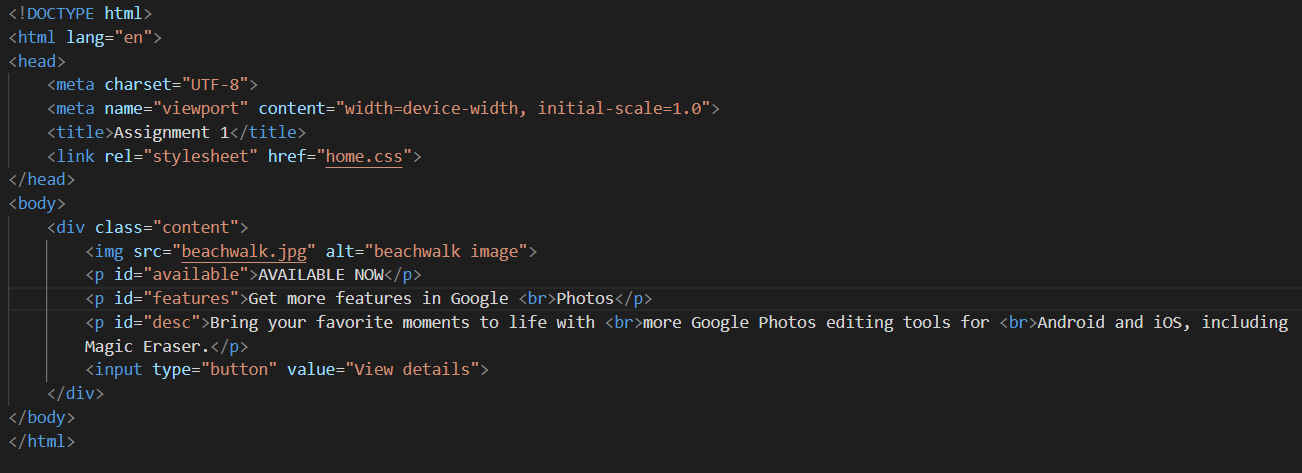 <!DOCTYPE html>
<html lang="en">
<head>
    <meta charset="UTF-8">
    <meta name="viewport" content="width=device-width, initial-scale=1.0">
    <title>Assignment 1</title>
    <link rel="stylesheet" href="home.css">
</head>
<body>
    <div class="content">
        <img src="beachwalk.jpg" alt="beachwalk image">
        <p id="available">AVAILABLE NOW</p>
        <p id="features">Get more features in Google <br>Photos</p>
        <p id="desc">Bring your favorite moments to life with <br>more Google Photos editing tools for <br>Android and iOS, including
        Magic Eraser.</p>
        <input type="button" value="View details">
    </div>
</body>
</html>